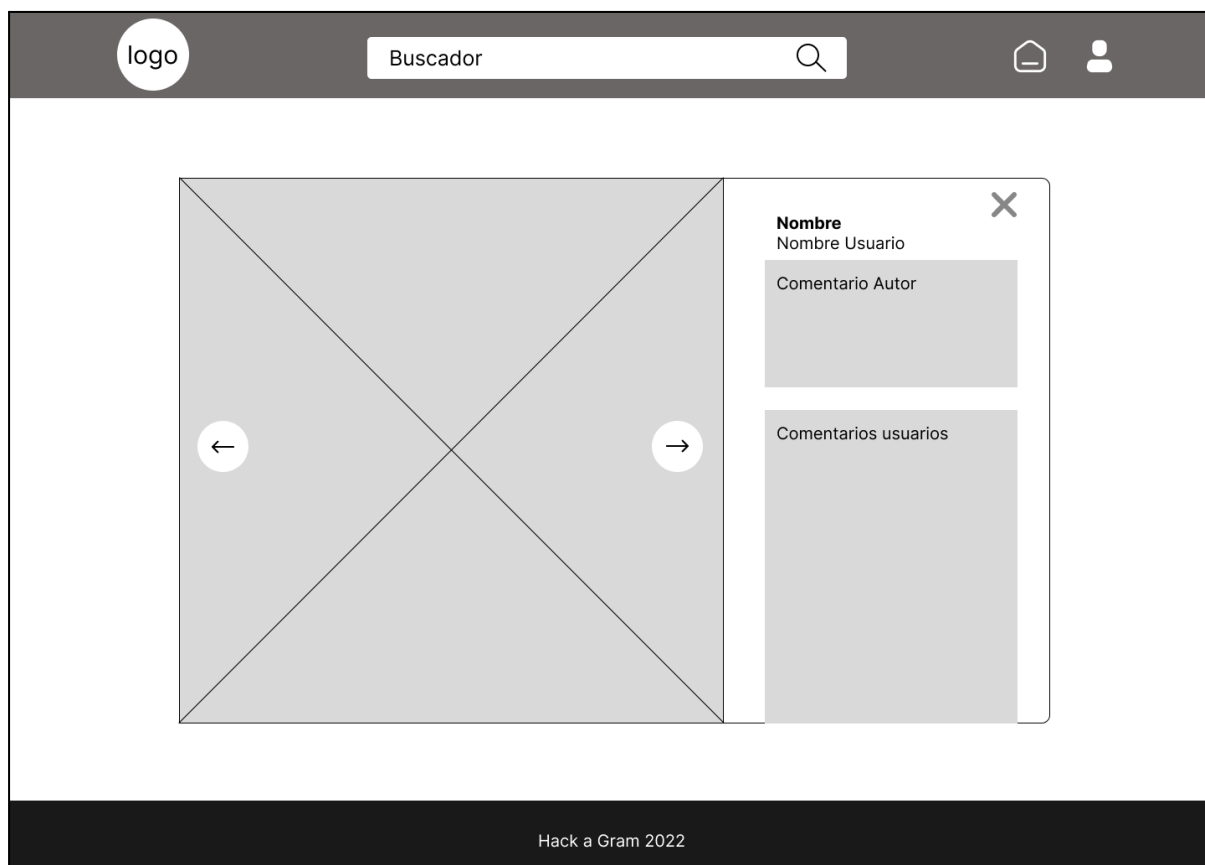 logo
Buscador
Nombre
Nombre Usuario
Comentario Autor
Comentarios usuarios
Hack a Gram 2022